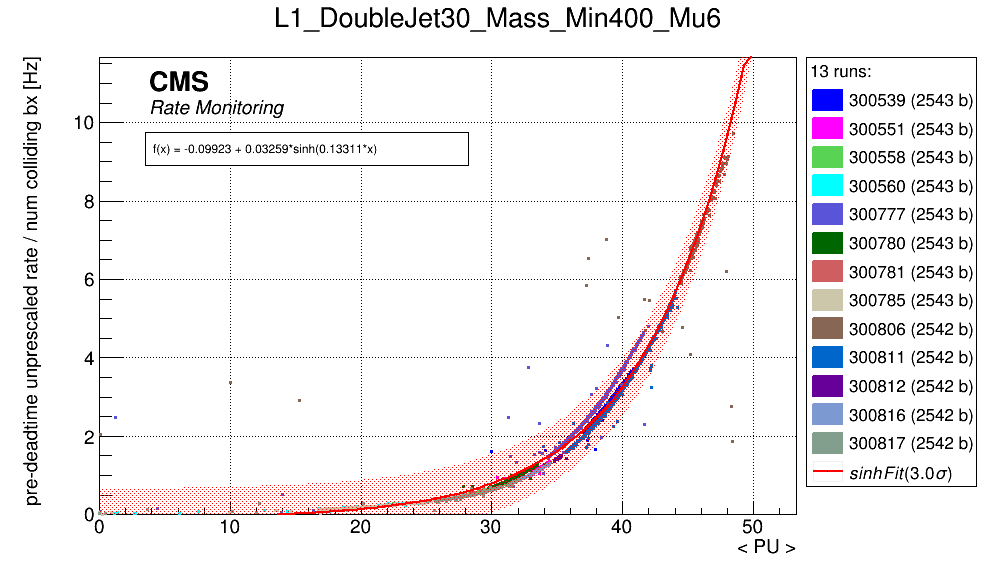 L1_DoubleJet30_Mass_Min400_Mu6
pre-deadtime unprescaled rate / num colliding bx [Hz]
CMS
Rate Monitoring
f(x) = -0.09923 + 0.03259*sinh(0.13311*x)
10
8
6
4
2
0
0
10
20
30
40
50
< PU >
13 runs:
300539 (2543 b)
300551 (2543 b)
300558 (2543 b)
300560 (2543 b)
300777 (2543 b)
300780 (2543 b)
300781 (2543 b)
300785 (2543 b)
300806 (2542 b)
300811 (2542 b)
300812 (2542 b)
300816 (2542 b)
300817 (2542 b)
sinhFit(3.0σ)